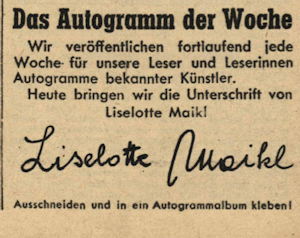 Das Autogramm der Woche
Wir veröffentlichen fortlaufend jede
Woche für unsere Leser und Leserinnen
Autogramme bekannter Künstler.
Heute bringen wir die Unterschrift von
Liselotte Maikl
Liselotte Maikl
Ausschneiden und in ein Autogrammalbum kleben!